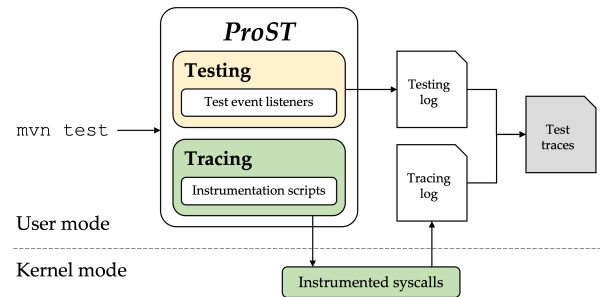 ProST
Testing
Test event listeners
Testing
log
mvn test
Test
traces
Tracing
Instrumentation scripts
Tracing
log
User mode
Kernel mode
Instrumented syscalls